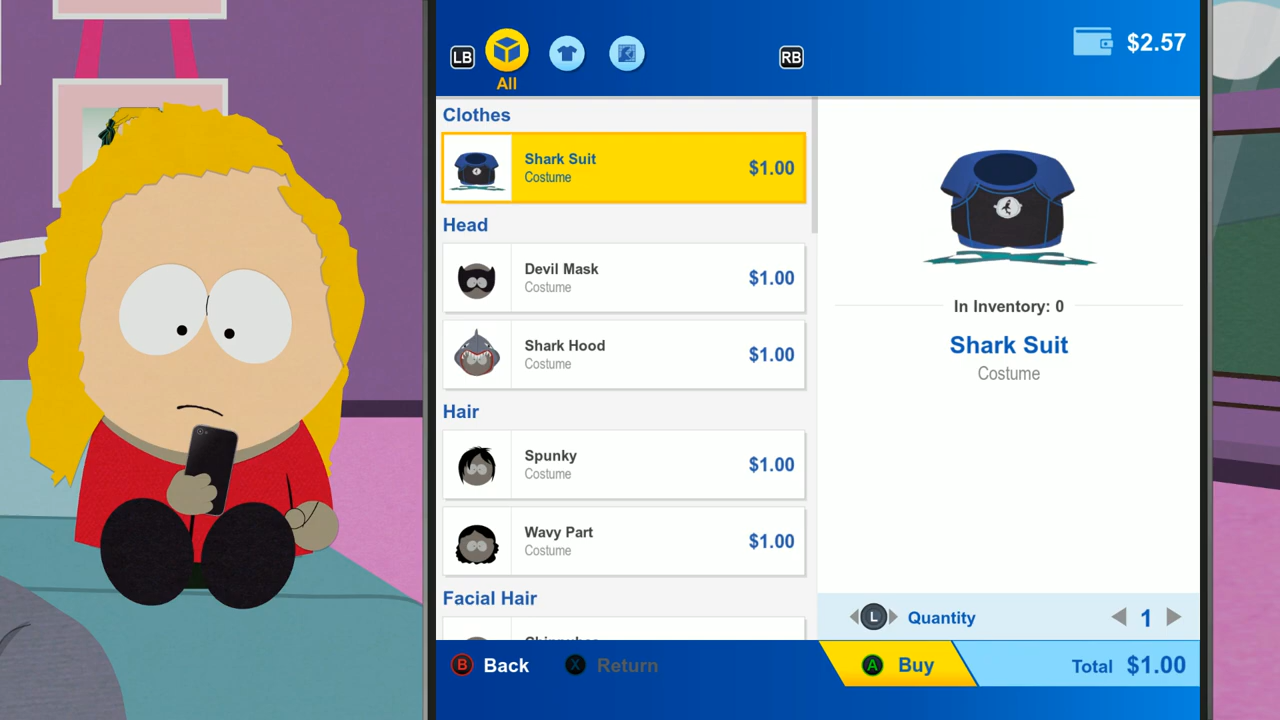 LB
RB
$2.57
All
Clothes
Shark Suit
Costume
$1.00
Head
Devil Mask
Costume
$1.00
Shark Hood
Costume
$1.00
Hair
Spunky
Costume
$1.00
Wavy Part
Costume
$1.00
Facial Hair
In Inventory: 0
Shark Suit
Costume
L Quantity 1
B Back X Return
A Buy Total $1.00